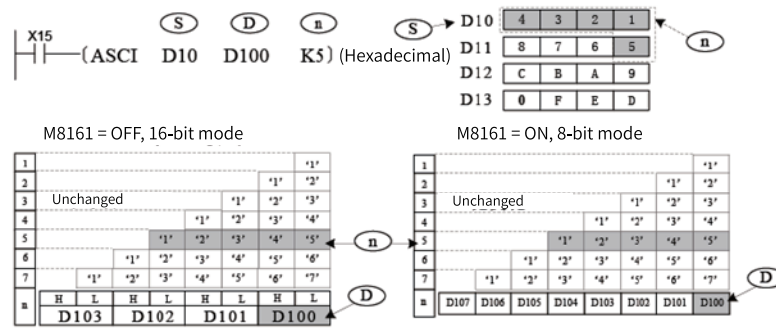 X15
S D n
(ASCI D10 D100 K5) (Hexadecimal)
S
D10 4 3 2 1
D11 8 7 6 5
D12 C B A 9
D13 0 F E D
n
M8161 = OFF, 16-bit mode
1 '1'
2 '1' '2'
3 Unchanged '1' '2' '3'
4 '1' '2' '3' '4'
5 '1' '2' '3' '4' '5'
6 '1' '2' '3' '4' '5' '6'
7 '1' '2' '3' '4' '5' '6' '7'
n H L H L H L H L
D103 D102 D101 D100
n
D
M8161 = ON, 8-bit mode
1 '1'
2 '1' '2'
3 Unchanged '1' '2' '3'
4 '1' '2' '3' '4'
5 '1' '2' '3' '4' '5'
6 '1' '2' '3' '4' '5' '6'
7 '1' '2' '3' '4' '5' '6' '7'
n D107 D106 D105 D104 D103 D102 D101 D100
D